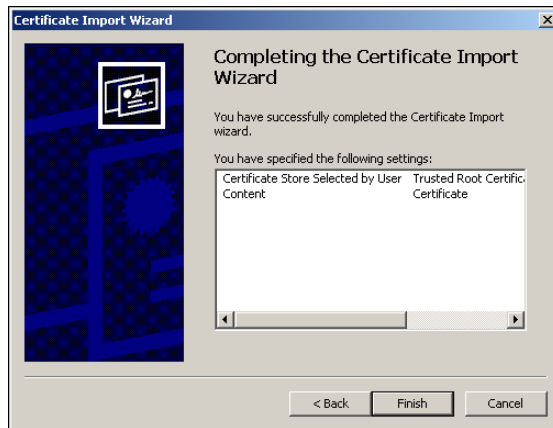 Certificate Import Wizard
Completing the Certificate Import
Wizard
You have successfully completed the Certificate Import
wizard.
You have specified the following settings:
Certificate Store Selected by User Trusted Root Certific
Content Certificate
< Back Finish Cancel